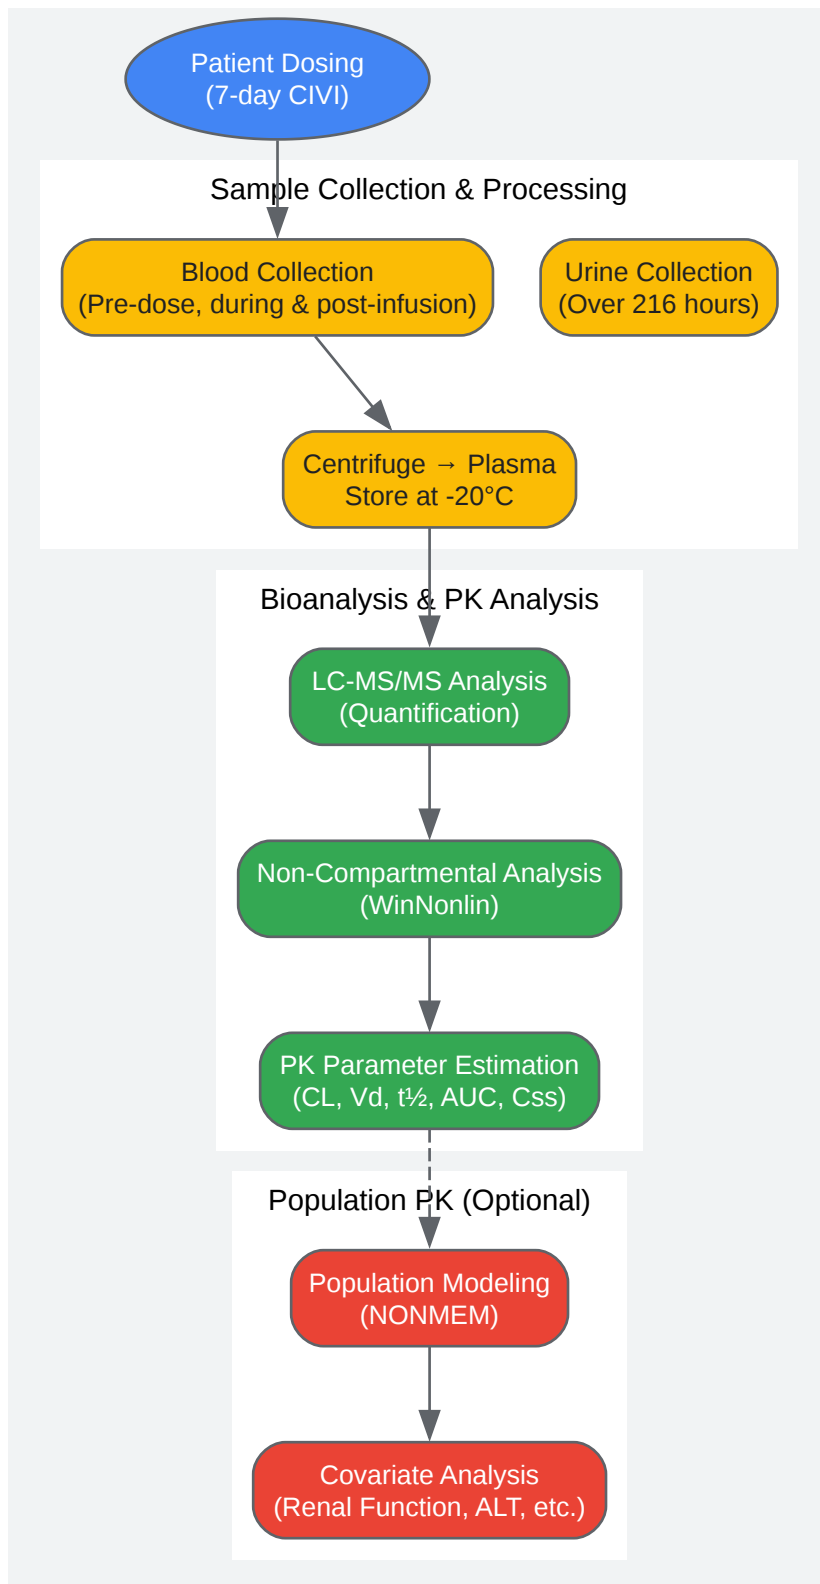 Patient Dosing
(7-day CIVI)
Sample Collection & Processing
Blood Collection
(Pre-dose, during & post-infusion)
Urine Collection
(Over 216 hours)
Centrifuge → Plasma
Store at -20°C
Bioanalysis & PK Analysis
LC-MS/MS Analysis
(Quantification)
Non-Compartmental Analysis
(WinNonlin)
PK Parameter Estimation
(CL, Vd, t½, AUC, Css)
Population PK (Optional)
Population Modeling
(NONMEM)
Covariate Analysis
(Renal Function, ALT, etc.)